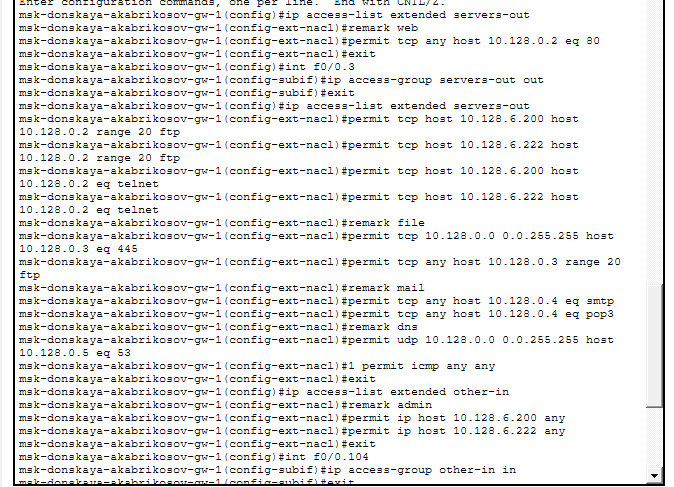 Enter configuration commands, one per line.  End with CNTL/Z.
msk-donskaya-akabrikosov-gw-1(config)#ip access-list extended servers-out
msk-donskaya-akabrikosov-gw-1(config-ext-nacl)#remark web
msk-donskaya-akabrikosov-gw-1(config-ext-nacl)#permit tcp any host 10.128.0.2 eq 80
msk-donskaya-akabrikosov-gw-1(config-ext-nacl)#exit
msk-donskaya-akabrikosov-gw-1(config)#int f0/0.3
msk-donskaya-akabrikosov-gw-1(config-subif)#ip access-group servers-out out
msk-donskaya-akabrikosov-gw-1(config-subif)#exit
msk-donskaya-akabrikosov-gw-1(config)#ip access-list extended servers-out
msk-donskaya-akabrikosov-gw-1(config-ext-nacl)#permit tcp host 10.128.6.200 host
10.128.0.2 range 20 ftp
msk-donskaya-akabrikosov-gw-1(config-ext-nacl)#permit tcp host 10.128.6.222 host
10.128.0.2 range 20 ftp
msk-donskaya-akabrikosov-gw-1(config-ext-nacl)#permit tcp host 10.128.6.200 host
10.128.0.2 eq telnet
msk-donskaya-akabrikosov-gw-1(config-ext-nacl)#permit tcp host 10.128.6.222 host
10.128.0.2 eq telnet
msk-donskaya-akabrikosov-gw-1(config-ext-nacl)#remark file
msk-donskaya-akabrikosov-gw-1(config-ext-nacl)#permit tcp 10.128.0.0 0.0.255.255 host
10.128.0.3 eq 445
msk-donskaya-akabrikosov-gw-1(config-ext-nacl)#permit tcp any host 10.128.0.3 range 20
ftp
msk-donskaya-akabrikosov-gw-1(config-ext-nacl)#remark mail
msk-donskaya-akabrikosov-gw-1(config-ext-nacl)#permit tcp any host 10.128.0.4 eq smtp
msk-donskaya-akabrikosov-gw-1(config-ext-nacl)#permit tcp any host 10.128.0.4 eq pop3
msk-donskaya-akabrikosov-gw-1(config-ext-nacl)#remark dns
msk-donskaya-akabrikosov-gw-1(config-ext-nacl)#permit udp 10.128.0.0 0.0.255.255 host
10.128.0.5 eq 53
msk-donskaya-akabrikosov-gw-1(config-ext-nacl)#1 permit icmp any any
msk-donskaya-akabrikosov-gw-1(config-ext-nacl)#exit
msk-donskaya-akabrikosov-gw-1(config)#ip access-list extended other-in
msk-donskaya-akabrikosov-gw-1(config-ext-nacl)#remark admin
msk-donskaya-akabrikosov-gw-1(config-ext-nacl)#permit ip host 10.128.6.200 any
msk-donskaya-akabrikosov-gw-1(config-ext-nacl)#permit ip host 10.128.6.222 any
msk-donskaya-akabrikosov-gw-1(config-ext-nacl)#exit
msk-donskaya-akabrikosov-gw-1(config)#int f0/0.104
msk-donskaya-akabrikosov-gw-1(config-subif)#ip access-group other-in in
msk-donskaya-akabrikosov-gw-1(config-subif)#exit